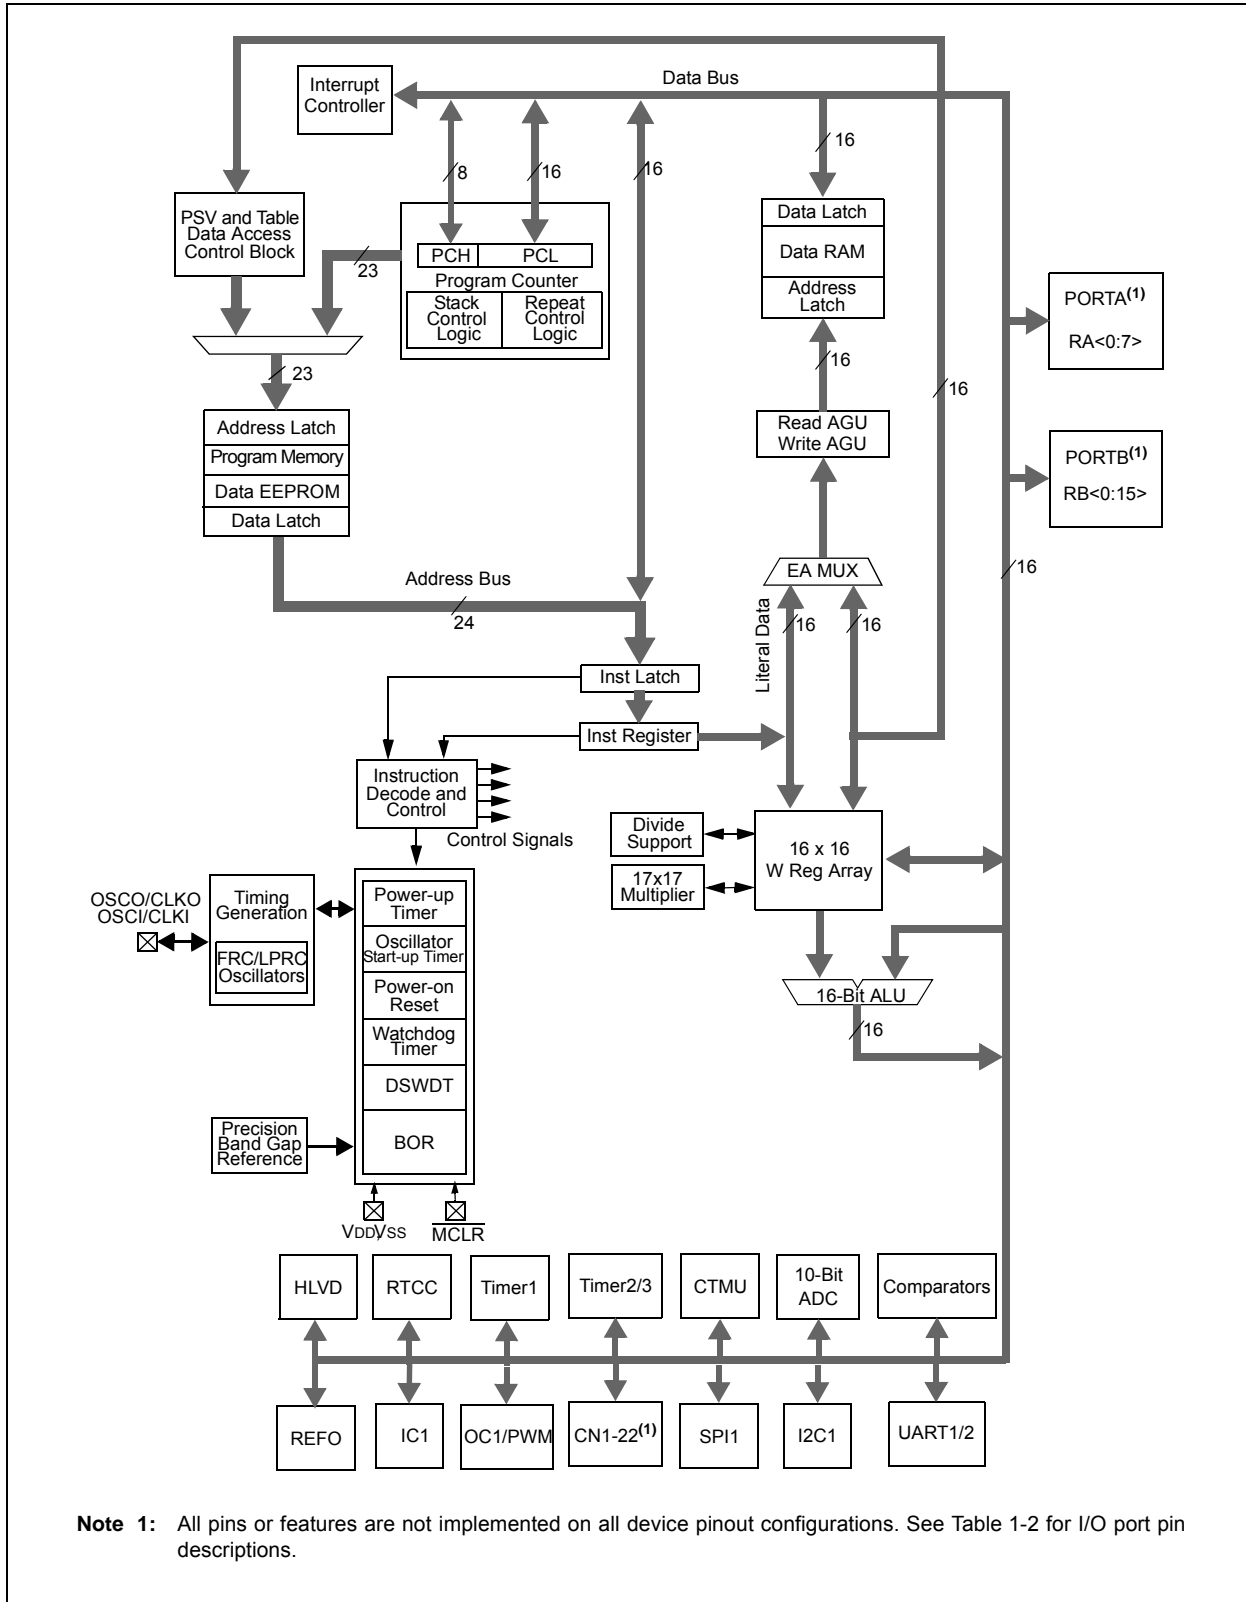 Data Bus
Interrupt
Controller
16
8
16
16
PSV and Table
Data Access
Control Block
Data Latch
Data RAM
Address
Latch
PCH
PCL
23
Program Counter
Stack
Control
Logic
Repeat
Control
Logic
PORTA(1)
RA<0:7>
23
16
16
Address Latch
Program Memory
Data EEPROM
Data Latch
Read AGU
Write AGU
PORTB(1)
RB<0:15>
EA MUX
16
Address Bus
24
Literal Data
16
16
Inst Latch
Inst Register
Instruction
Decode and
Control
Control Signals
Divide
Support
17x17
Multiplier
16 x 16
W Reg Array
OSCO/CLKO
OSCI/CLKI
Timing
Generation
FRC/LPRC
Oscillators
Power-up
Timer
Oscillator
Start-up Timer
Power-on
Reset
Watchdog
Timer
DSWDT
BOR
16-Bit ALU
16
Precision
Band Gap
Reference
VDD,VSS
MCLR
HLVD
RTCC
Timer1
Timer2/3
CTMU
10-Bit
ADC
Comparators
REFO
IC1
OC1/PWM
CN1-22(1)
SPI1
I2C1
UART1/2
Note 1: All pins or features are not implemented on all device pinout configurations. See Table 1-2 for I/O port pin
descriptions.